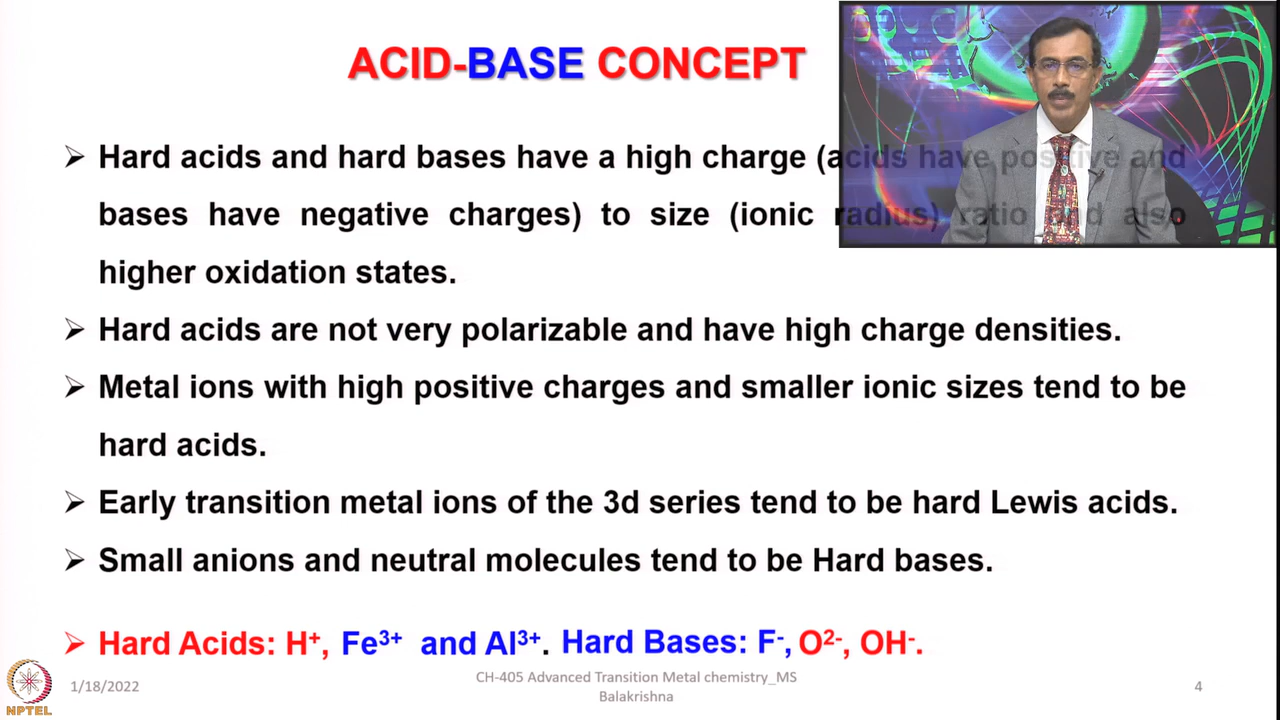 ACID-BASE CONCEPT
➢ Hard acids and hard bases have a high charge (acids have positive and
bases have negative charges) to size (ionic radius) ratio and also
higher oxidation states.
➢ Hard acids are not very polarizable and have high charge densities.
➢ Metal ions with high positive charges and smaller ionic sizes tend to be
hard acids.
➢ Early transition metal ions of the 3d series tend to be hard Lewis acids.
➢ Small anions and neutral molecules tend to be Hard bases.
➢ Hard Acids: H⁺, Fe³⁺ and Al³⁺. Hard Bases: F⁻, O²⁻, OH⁻.
NPTEL
1/18/2022
CH-405 Advanced Transition Metal chemistry_MS
Balakrishna
4